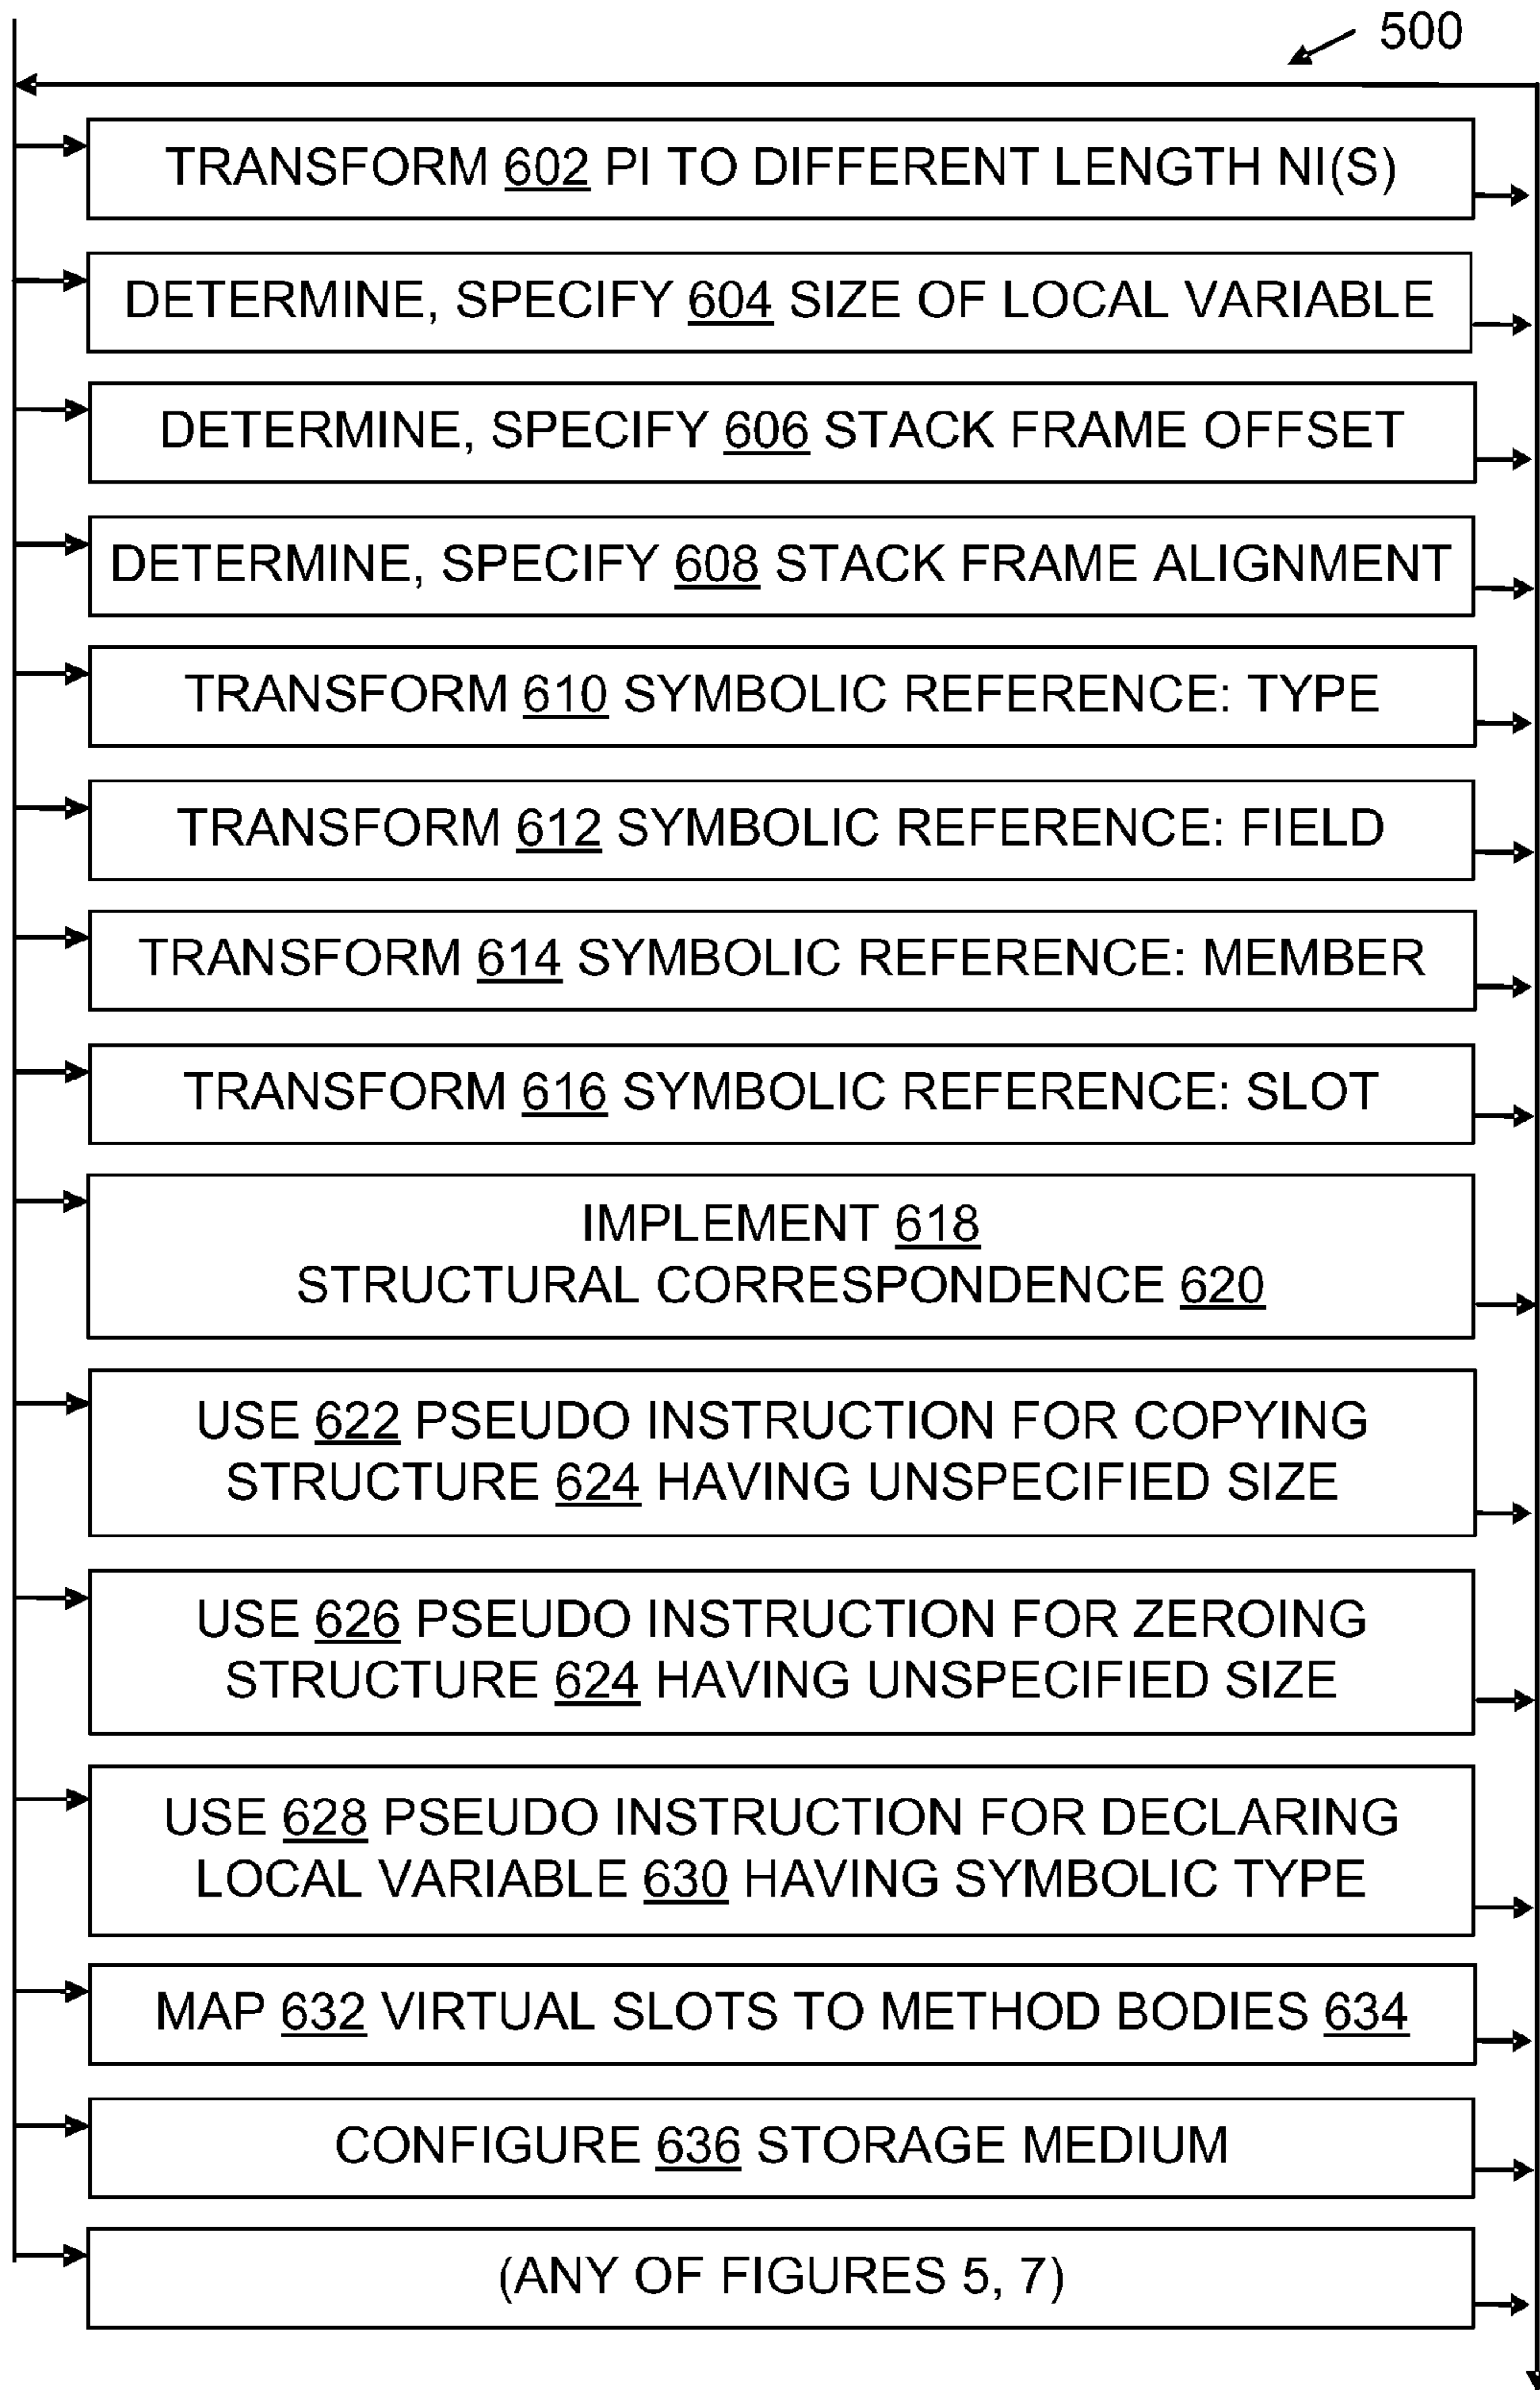 500
TRANSFORM 602 PI TO DIFFERENT LENGTH NI(S)
DETERMINE, SPECIFY 604 SIZE OF LOCAL VARIABLE
DETERMINE, SPECIFY 606 STACK FRAME OFFSET
DETERMINE, SPECIFY 608 STACK FRAME ALIGNMENT
TRANSFORM 610 SYMBOLIC REFERENCE: TYPE
TRANSFORM 612 SYMBOLIC REFERENCE: FIELD
TRANSFORM 614 SYMBOLIC REFERENCE: MEMBER
TRANSFORM 616 SYMBOLIC REFERENCE: SLOT
IMPLEMENT 618
STRUCTURAL CORRESPONDENCE 620
USE 622 PSEUDO INSTRUCTION FOR COPYING
STRUCTURE 624 HAVING UNSPECIFIED SIZE
USE 626 PSEUDO INSTRUCTION FOR ZEROING
STRUCTURE 624 HAVING UNSPECIFIED SIZE
USE 628 PSEUDO INSTRUCTION FOR DECLARING
LOCAL VARIABLE 630 HAVING SYMBOLIC TYPE
MAP 632 VIRTUAL SLOTS TO METHOD BODIES 634
CONFIGURE 636 STORAGE MEDIUM
(ANY OF FIGURES 5, 7)